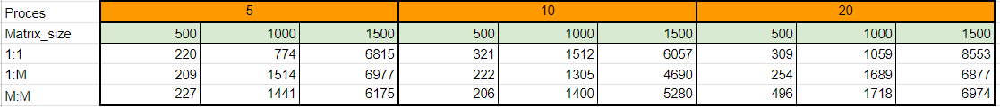 Proces 5 10 20
Matrix_size 500 1000 1500 500 1000 1500 500 1000 1500
1:1 220 774 6815 321 1512 6057 309 1059 8553
1:M 209 1514 6977 222 1305 4690 254 1689 6877
M:M 227 1441 6175 206 1400 5280 496 1718 6974